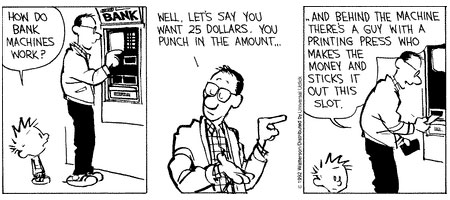 HOW DO
BANK
MACHINES
WORK?
BANK
WELL, LET'S SAY YOU
WANT 25 DOLLARS. YOU
PUNCH IN THE AMOUNT...
..AND BEHIND THE MACHINE
THERE'S A GUY WITH A
PRINTING PRESS WHO
MAKES THE
MONEY AND
STICKS IT
OUT THIS
SLOT.
© 1992 Watterson/Distributed by Universal Uclick